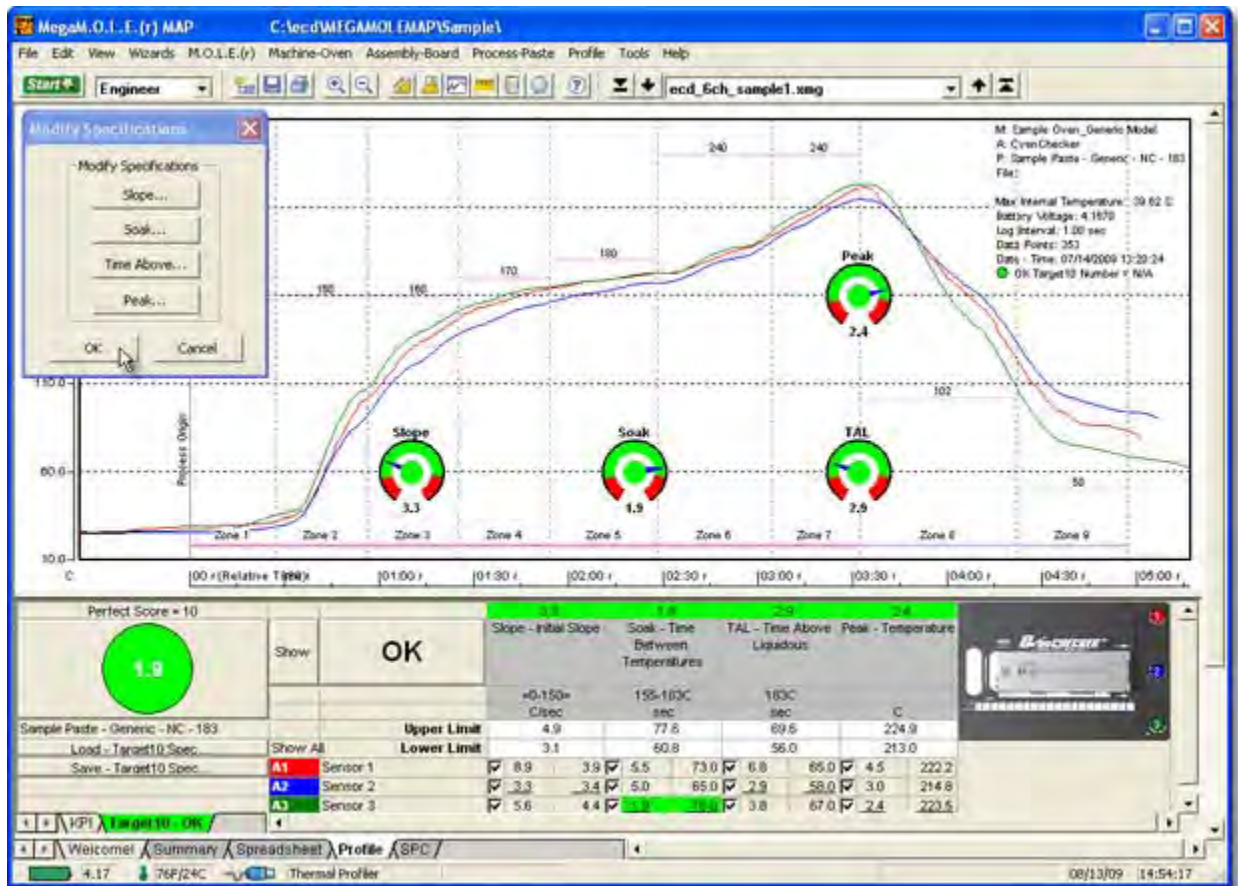 MegaM.O.L.E.(r) MAP C:\ecd\MEGAMOLEMAP\Sample\
File Edit View Wizards M.O.L.E.(r) Machine-Oven Assembly-Board Process-Paste Profile Tools Help
Start Engineer ecd_6ch_sample1.xmg
Modify Specifications
Modify Specifications
Slope...
Soak...
Time Above...
Peak...
OK Cancel
M: Sample Oven_Generic Model
A: OvenChecker
P: Sample Paste - Generic - NC - 183
File:
Max Internal Temperature: 39.62 C
Battery Voltage: 4.1670
Log Interval: 1.00 sec
Data Points: 353
Date - Time: 07/14/2009 13:20:24
OK Target10 Number = N/A
240 240
180
170
150 160
Peak
2.4
110.0
102
Process Origin
Slope Soak TAL
60.0
50
3.3 1.9 2.9
Zone 1 Zone 2 Zone 3 Zone 4 Zone 5 Zone 6 Zone 7 Zone 8 Zone 9
10.0
C 00 r(Relative 01:00 r 01:30 r 02:00 r 02:30 r 03:00 r 03:30 r 04:00 r 04:30 r 05:00 r
Perfect Score = 10
1.9
Show OK
3.3 1.9 2.9 2.4
Slope - Initial Slope Soak - Time Between Temperatures TAL - Time Above Liquidous Peak - Temperature
=0-150= 155-183C 183C
C/sec sec sec C
Sample Paste - Generic - NC - 183 Upper Limit 4.9 77.6 69.6 224.9
Load - Target10 Spec... Show All Lower Limit 3.1 60.8 56.0 213.0
Save - Target10 Spec... A1 Sensor 1 8.9 3.9 5.5 73.0 6.8 65.0 4.5 222.2
A2 Sensor 2 3.3 3.4 5.0 65.0 2.9 58.0 3.0 214.8
A3 Sensor 3 5.6 4.4 1.9 3.8 67.0 2.4 223.5
1
2
3
KPI Target10 - OK
Welcome! Summary Spreadsheet Profile SPC
4.17 76F/24C Thermal Profiler 08/13/09 14:54:17